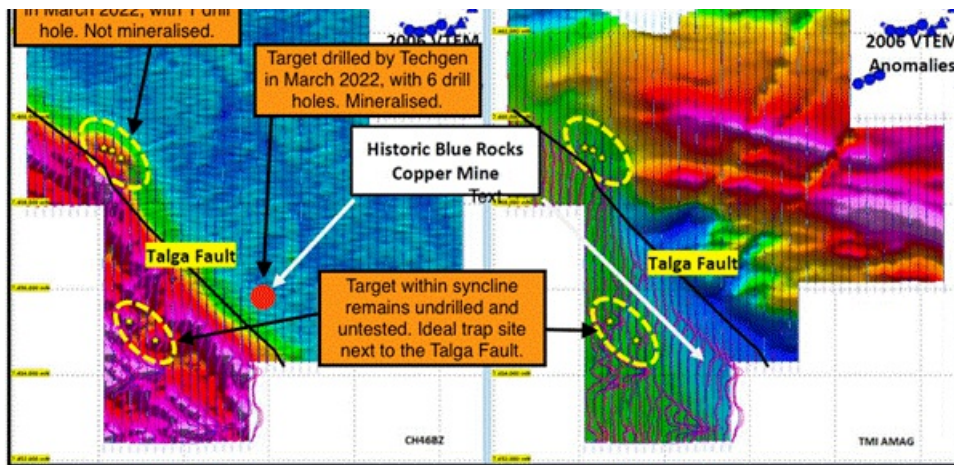 in March 2022, with 1 drill
hole. Not mineralised.
Target drilled by Techgen
in March 2022, with 6 drill
holes. Mineralised.
Historic Blue Rocks
Copper Mine
Text
Talga Fault
Target within syncline
remains undrilled and
untested. Ideal trap site
next to the Talga Fault.
CH46BZ
2006 VTEM
2006 VTEM
Anomalies
Talga Fault
TMI AMAG